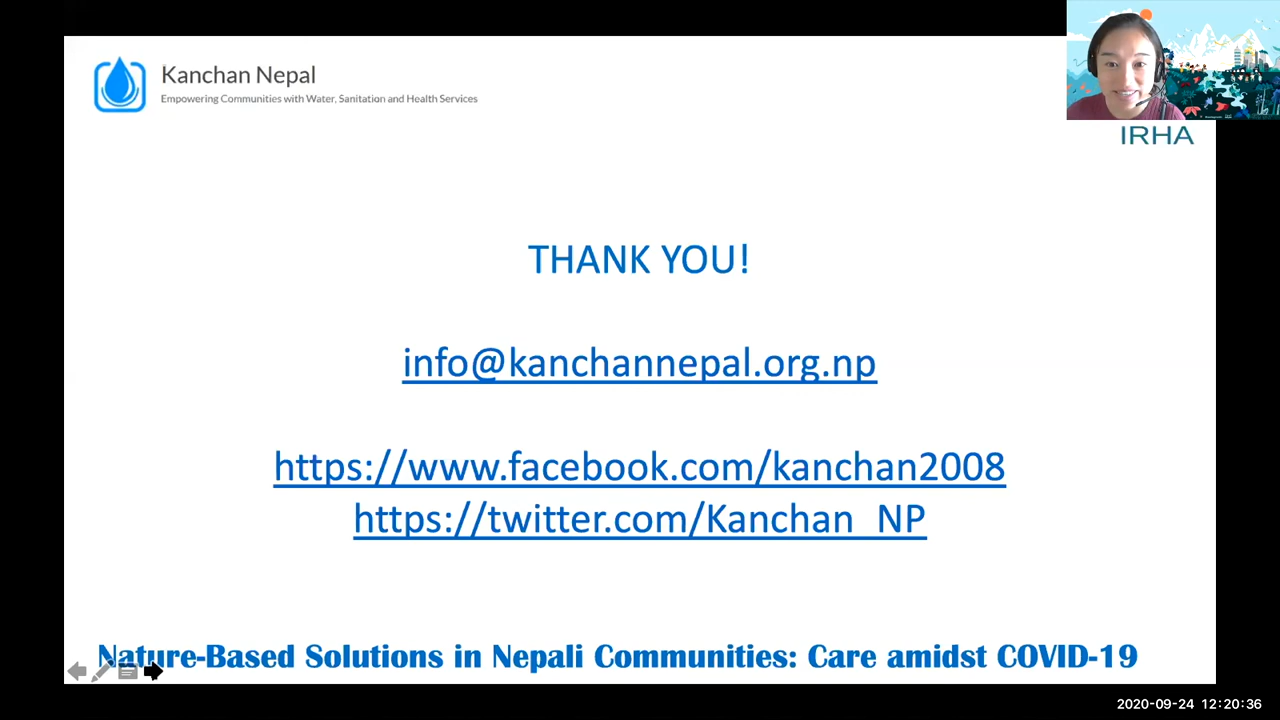 Kanchan Nepal
Empowering Communities with Water, Sanitation and Health Services
IRHA
THANK YOU!
info@kanchannepal.org.np
https://www.facebook.com/kanchan2008
https://twitter.com/Kanchan_NP
Nature-Based Solutions in Nepali Communities: Care amidst COVID-19
2020-09-24 12:20:36